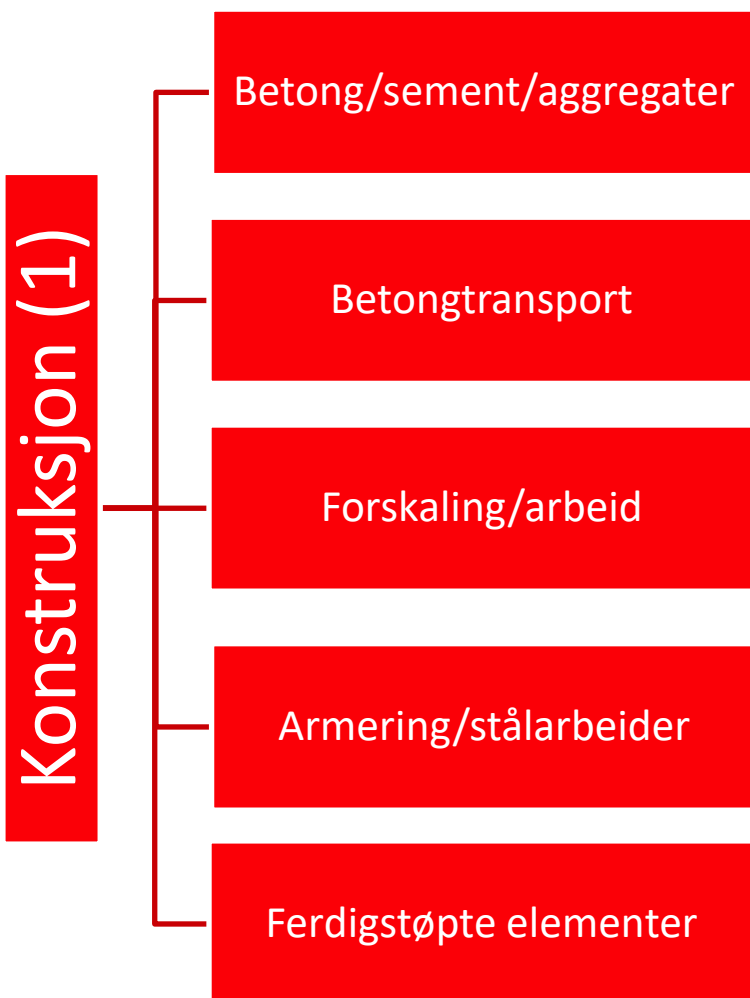 Konstruksjon (1)
Betong/sement/aggregater
Betongtransport
Forskaling/arbeid
Armering/stålarbeider
Ferdigstøpte elementer